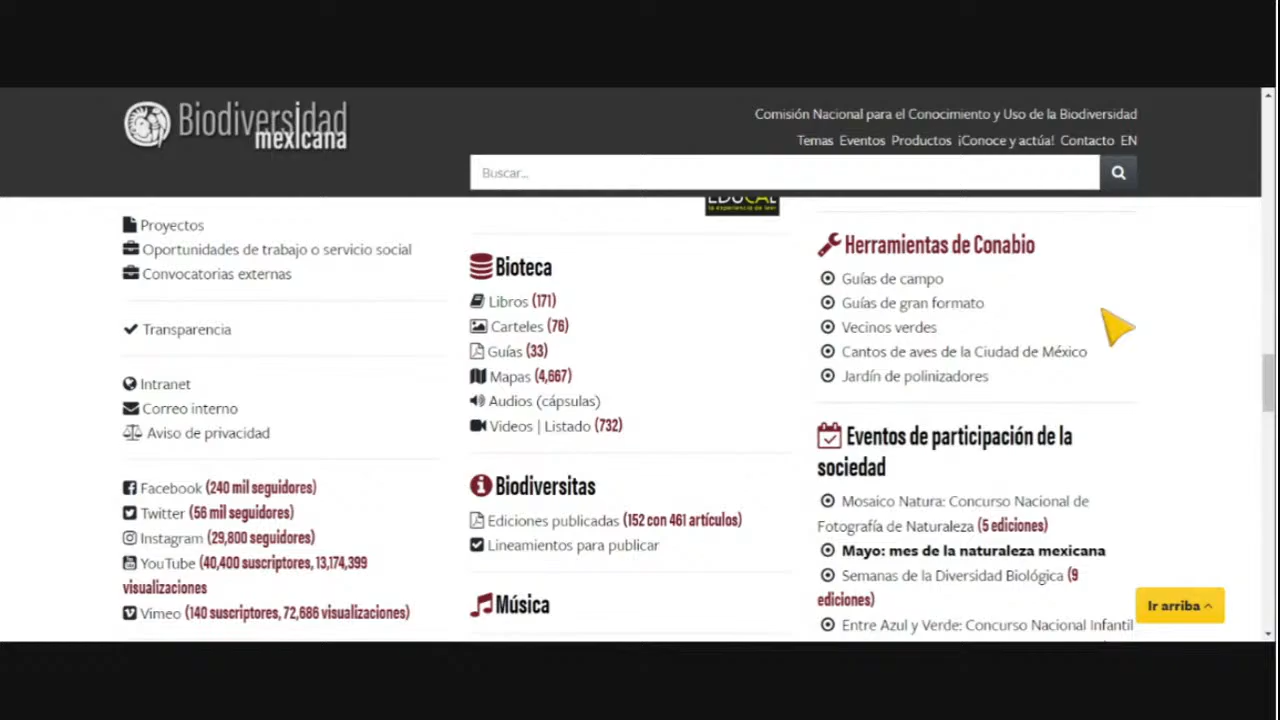 Biodiversidad
mexicana
Comisión Nacional para el Conocimiento y Uso de la Biodiversidad
Temas Eventos Productos ¡Conoce y actúa! Contacto EN
Buscar...
Proyectos
Oportunidades de trabajo o servicio social
Convocatorias externas
Transparencia
Intranet
Correo interno
Aviso de privacidad
Facebook (240 mil seguidores)
Twitter (56 mil seguidores)
Instagram (29,800 seguidores)
YouTube (40,400 suscriptores, 13,174,399
visualizaciones
Vimeo (140 suscriptores, 72,686 visualizaciones)
EDUCAL
la experiencia de leer
Bioteca
Libros (171)
Carteles (76)
Guías (33)
Mapas (4,667)
Audios (cápsulas)
Videos | Listado (732)
Biodiversitas
Ediciones publicadas (152 con 461 artículos)
Lineamientos para publicar
Música
Herramientas de Conabio
Guías de campo
Guías de gran formato
Vecinos verdes
Cantos de aves de la Ciudad de México
Jardín de polinizadores
Eventos de participación de la
sociedad
Mosaico Natura: Concurso Nacional de
Fotografía de Naturaleza (5 ediciones)
Mayo: mes de la naturaleza mexicana
Semanas de la Diversidad Biológica (9
ediciones)
Entre Azul y Verde: Concurso Nacional Infantil
Ir arriba